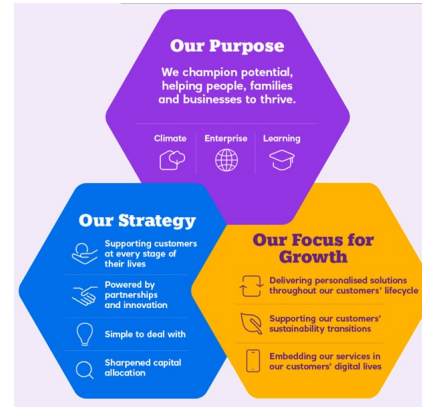 Our Purpose
We champion potential,
helping people, families
and businesses to thrive.
Climate Enterprise Learning
Our Strategy
Supporting customers
at every stage of
their lives
Powered by
partnerships
and innovation
Simple to deal with
Sharpened capital
allocation
Our Focus for
Growth
Delivering personalised solutions
throughout our customers' lifecycle
Supporting our customers'
sustainability transitions
Embedding our services in
our customers' digital lives